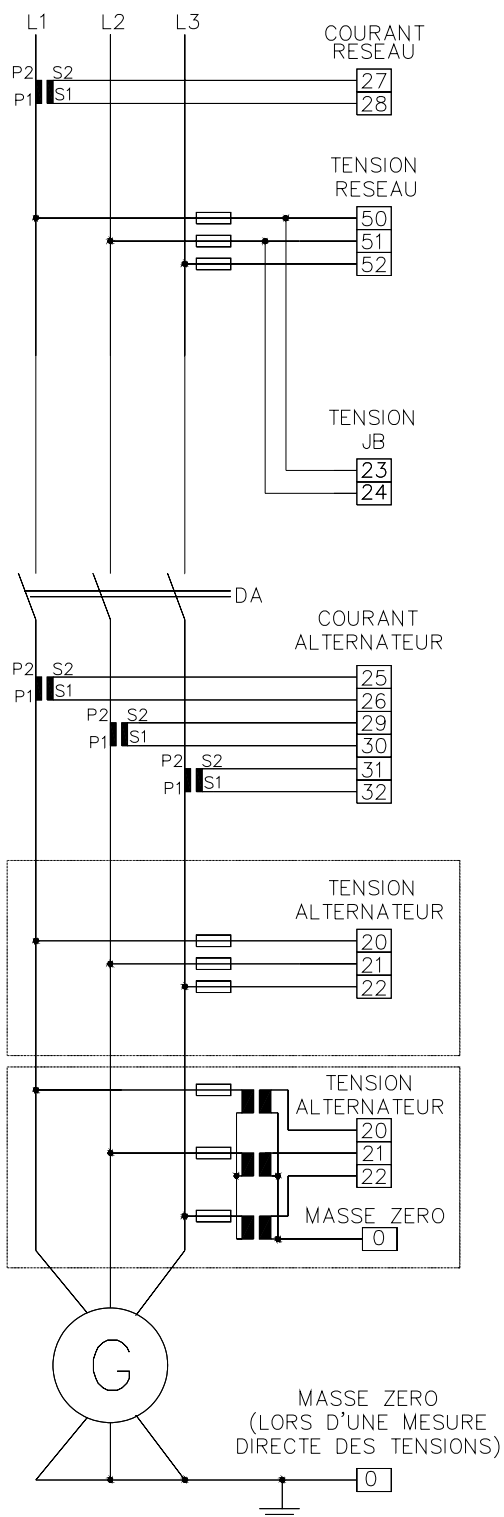 L1 L2 L3
COURANT
RESEAU
P2 S2
27
P1 S1
28
TENSION
RESEAU
50
51
52
TENSION
JB
23
24
DA
COURANT
ALTERNATEUR
P2 S2
25
P1 S1
26
P2 S2
29
P1 S1
30
P2 S2
31
P1 S1
32
TENSION
ALTERNATEUR
20
21
22
TENSION
ALTERNATEUR
20
21
22
MASSE ZERO
0
G
MASSE ZERO
(LORS D'UNE MESURE
DIRECTE DES TENSIONS)
0